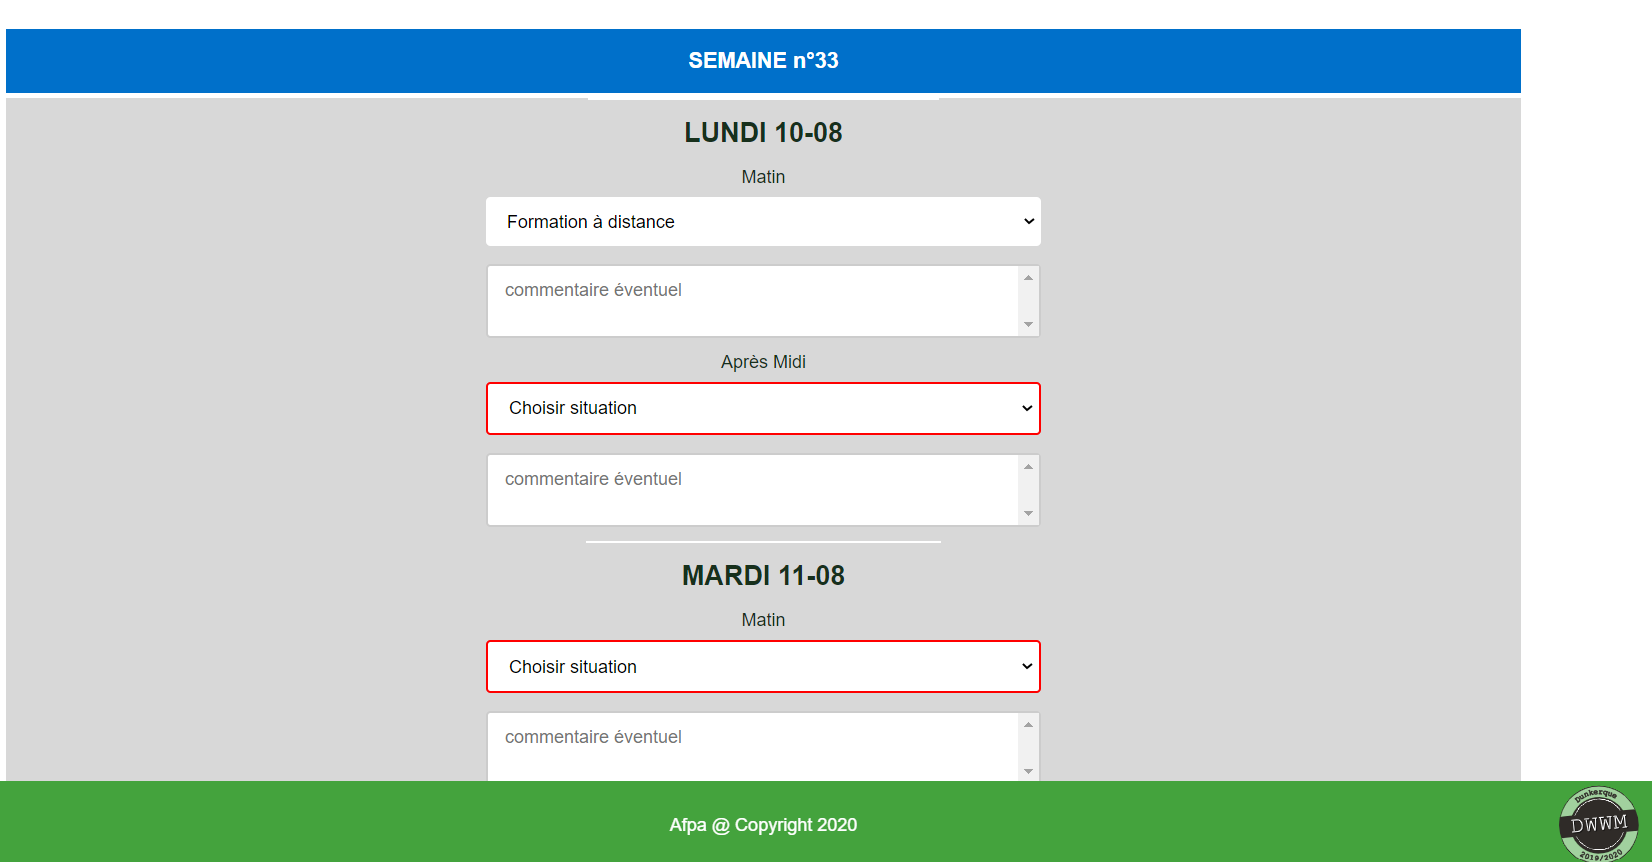 SEMAINE n°33
LUNDI 10-08
Matin
Formation à distance
commentaire éventuel
Après Midi
Choisir situation
commentaire éventuel
MARDI 11-08
Matin
Choisir situation
commentaire éventuel
Afpa @ Copyright 2020
Dunkerque
DWWM
2019/2020